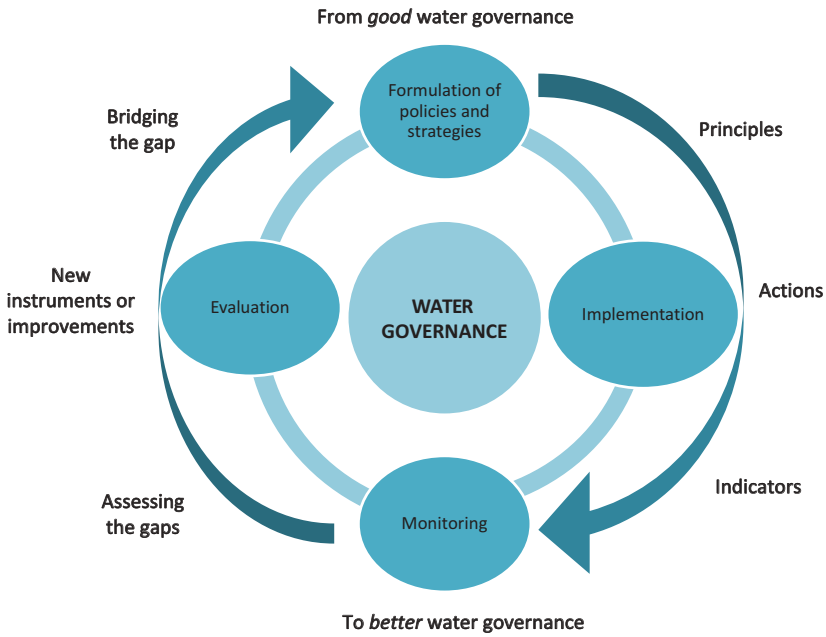 From good water governance
Formulation of
policies and
strategies
Bridging
the gap
Principles
New
instruments or
improvements
Evaluation
WATER
GOVERNANCE
Implementation
Actions
Assessing
the gaps
Monitoring
Indicators
To better water governance